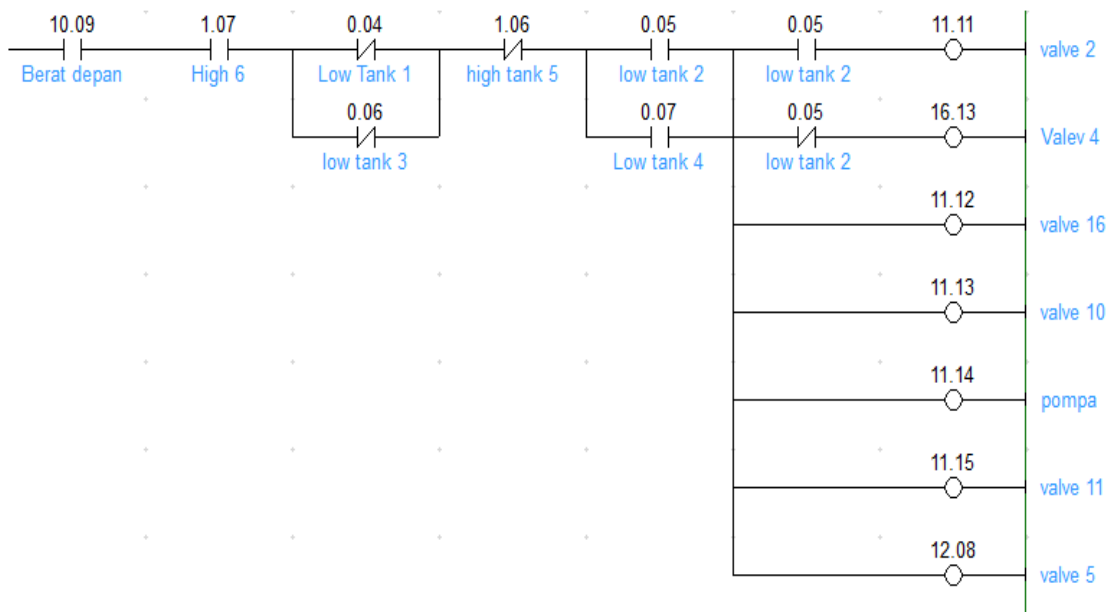 10.09 1.07 0.04 1.06 0.05 0.05 11.11
Berat depan High 6 Low Tank 1 high tank 5 low tank 2 low tank 2 valve 2
0.06 0.07 0.05 16.13
low tank 3 Low tank 4 low tank 2 Valev 4
11.12
valve 16
11.13
valve 10
11.14
pompa
11.15
valve 11
12.08
valve 5